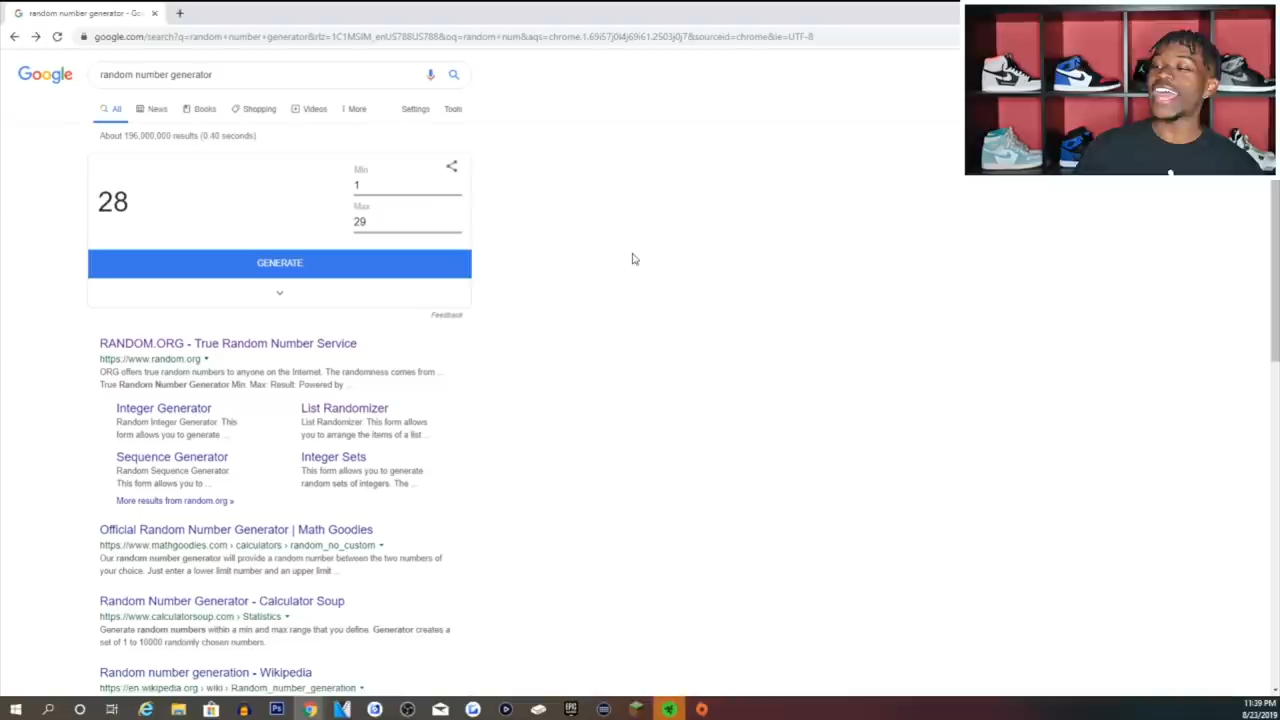 random number generator - Go
google.com/search?q=random+number+generator&rlz=1C1MSIM_enUS788US788&oq=random+num&aqs=chrome.1.69i57j0l4j69i61.2503j0j7&sourceid=chrome&ie=UTF-8
Google
random number generator
All News Books Shopping Videos More Settings Tools
About 196,000,000 results (0.40 seconds)
Min
1
28
Max
29
GENERATE
Feedback
RANDOM.ORG - True Random Number Service
https://www.random.org
ORG offers true random numbers to anyone on the Internet. The randomness comes from ...
True Random Number Generator Min: Max: Result: Powered by ...
Integer Generator
Random Integer Generator. This
form allows you to generate ...
List Randomizer
List Randomizer. This form allows
you to arrange the items of a list ...
Sequence Generator
Random Sequence Generator.
This form allows you to ...
Integer Sets
This form allows you to generate
random sets of integers. The ...
More results from random.org »
Official Random Number Generator | Math Goodies
https://www.mathgoodies.com › calculators › random_no_custom
Our random number generator will provide a random number between the two numbers of
your choice. Just enter a lower limit number and an upper limit ...
Random Number Generator - Calculator Soup
https://www.calculatorsoup.com › Statistics
Generate random numbers within a min and max range that you define. Generator creates a
set of 1 to 10000 randomly chosen numbers.
Random number generation - Wikipedia
https://en.wikipedia.org › wiki › Random_number_generation
11:39 PM
8/23/2019